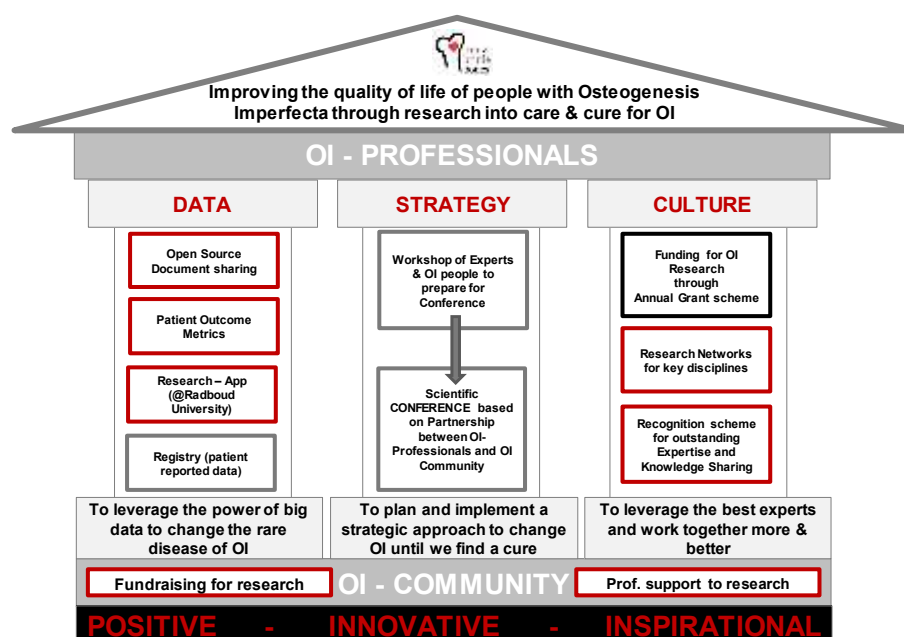 Improving the quality of life of people with Osteogenesis
Imperfecta through research into care & cure for OI
OI - PROFESSIONALS
DATA
STRATEGY
CULTURE
Open Source
Document sharing
Patient Outcome
Metrics
Research – App
(@Radboud
University)
Registry (patient
reported data)
Workshop of Experts
& OI people to
prepare for
Conference
Scientific
CONFERENCE based
on Partnership
between OI-
Professionals and OI
Community
Funding for OI
Research
through
Annual Grant scheme
Research Networks
for key disciplines
Recognition scheme
for outstanding
Expertise and
Knowledge Sharing
To leverage the power of big
data to change the rare
disease of OI
To plan and implement a
strategic approach to change
OI until we find a cure
To leverage the best experts
and work together more &
better
Fundraising for research
OI - COMMUNITY
Prof. support to research
POSITIVE - INNOVATIVE - INSPIRATIONAL